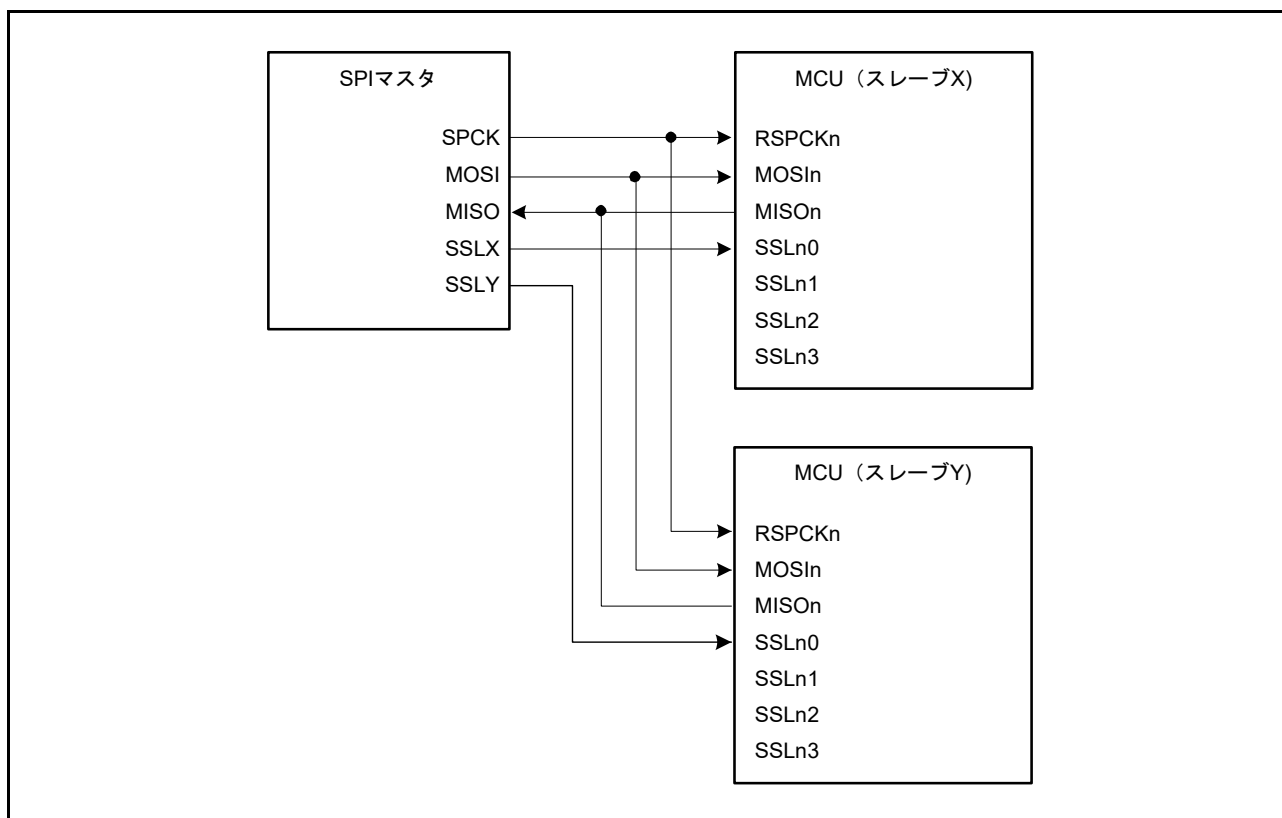 SPIマスタ
SPCK
MOSI
MISO
SSLX
SSLY
MCU（スレーブX)
RSPCKn
MOSIn
MISOn
SSLn0
SSLn1
SSLn2
SSLn3
MCU（スレーブY)
RSPCKn
MOSIn
MISOn
SSLn0
SSLn1
SSLn2
SSLn3